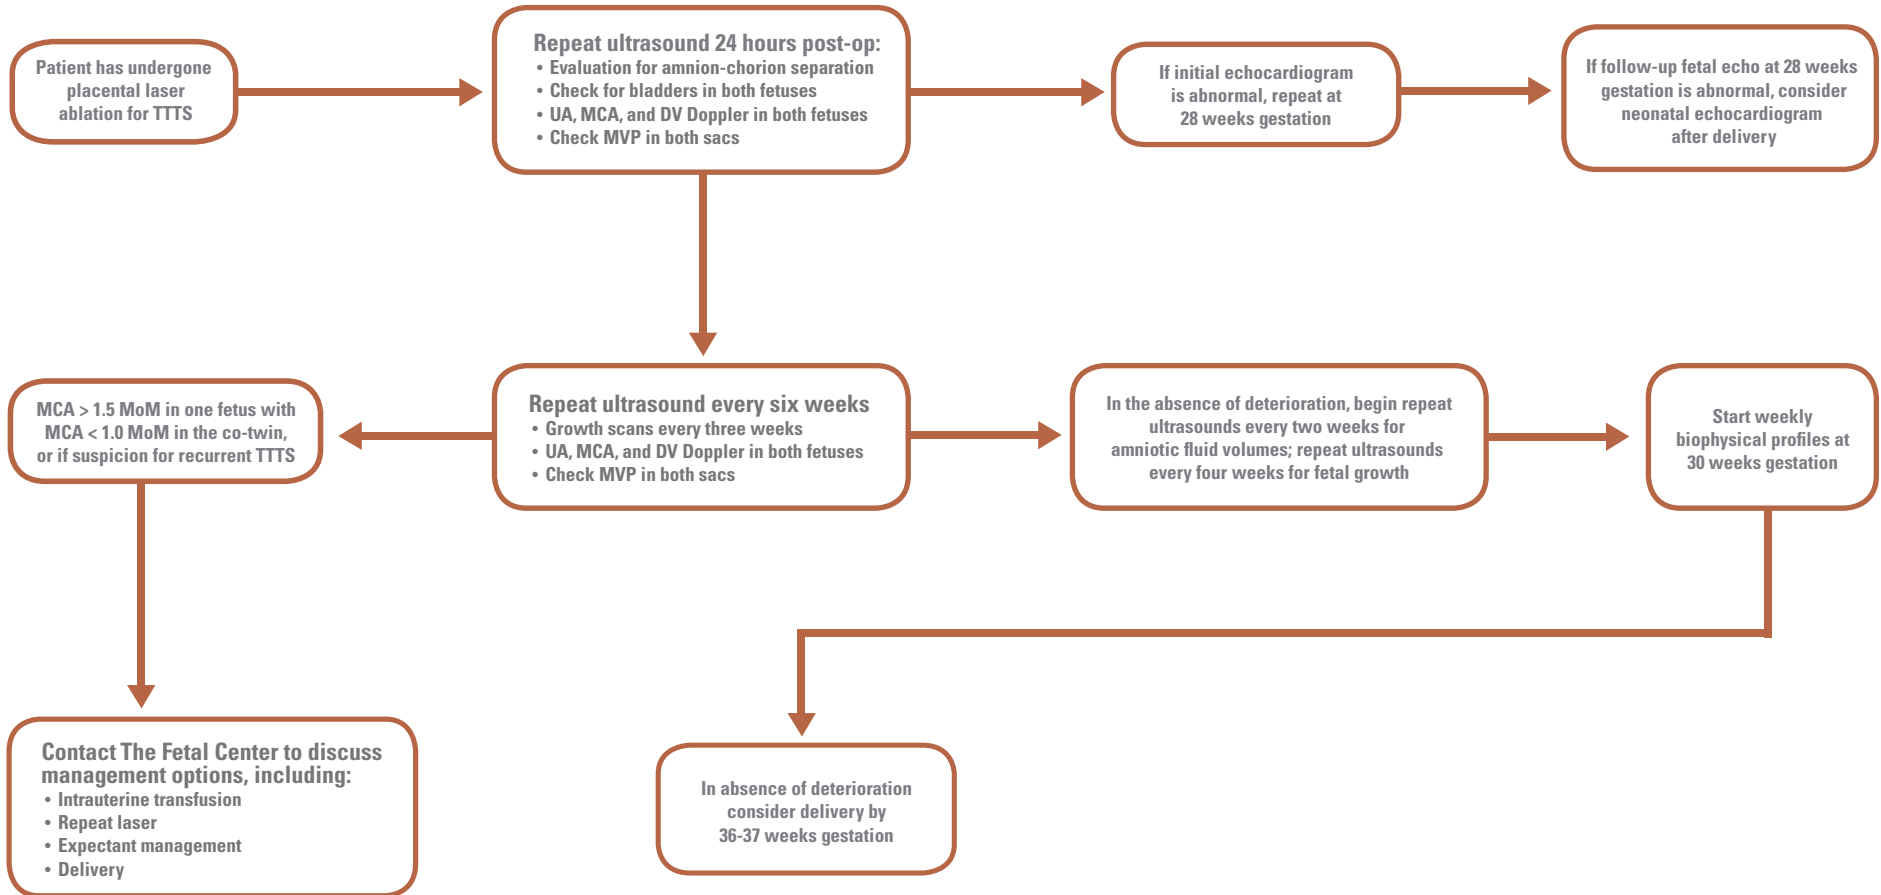 Patient has undergone
placental laser
ablation for TTTS
Repeat ultrasound 24 hours post-op:
• Evaluation for amnion-chorion separation
• Check for bladders in both fetuses
• UA, MCA, and DV Doppler in both fetuses
• Check MVP in both sacs
If initial echocardiogram
is abnormal, repeat at
28 weeks gestation
If follow-up fetal echo at 28 weeks
gestation is abnormal, consider
neonatal echocardiogram
after delivery
MCA > 1.5 MoM in one fetus with
MCA < 1.0 MoM in the co-twin,
or if suspicion for recurrent TTTS
Repeat ultrasound every six weeks
• Growth scans every three weeks
• UA, MCA, and DV Doppler in both fetuses
• Check MVP in both sacs
In the absence of deterioration, begin repeat
ultrasounds every two weeks for
amniotic fluid volumes; repeat ultrasounds
every four weeks for fetal growth
Start weekly
biophysical profiles at
30 weeks gestation
Contact The Fetal Center to discuss
management options, including:
• Intrauterine transfusion
• Repeat laser
• Expectant management
• Delivery
In absence of deterioration
consider delivery by
36-37 weeks gestation